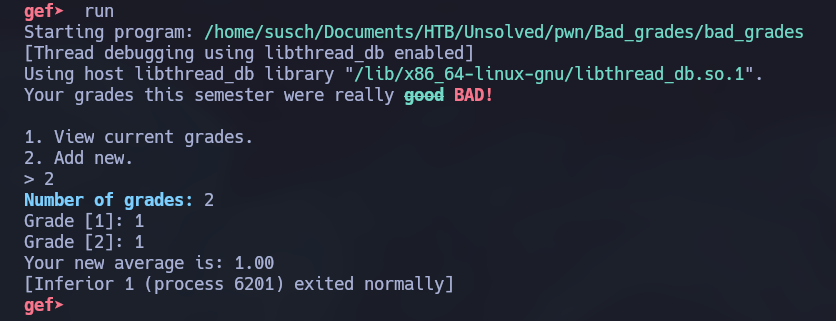 gef➤  run
Starting program: /home/susch/Documents/HTB/Unsolved/pwn/Bad_grades/bad_grades
[Thread debugging using libthread_db enabled]
Using host libthread_db library "/lib/x86_64-linux-gnu/libthread_db.so.1".
Your grades this semester were really good BAD!
1. View current grades.
2. Add new.
> 2
Number of grades: 2
Grade [1]: 1
Grade [2]: 1
Your new average is: 1.00
[Inferior 1 (process 6201) exited normally]
gef➤